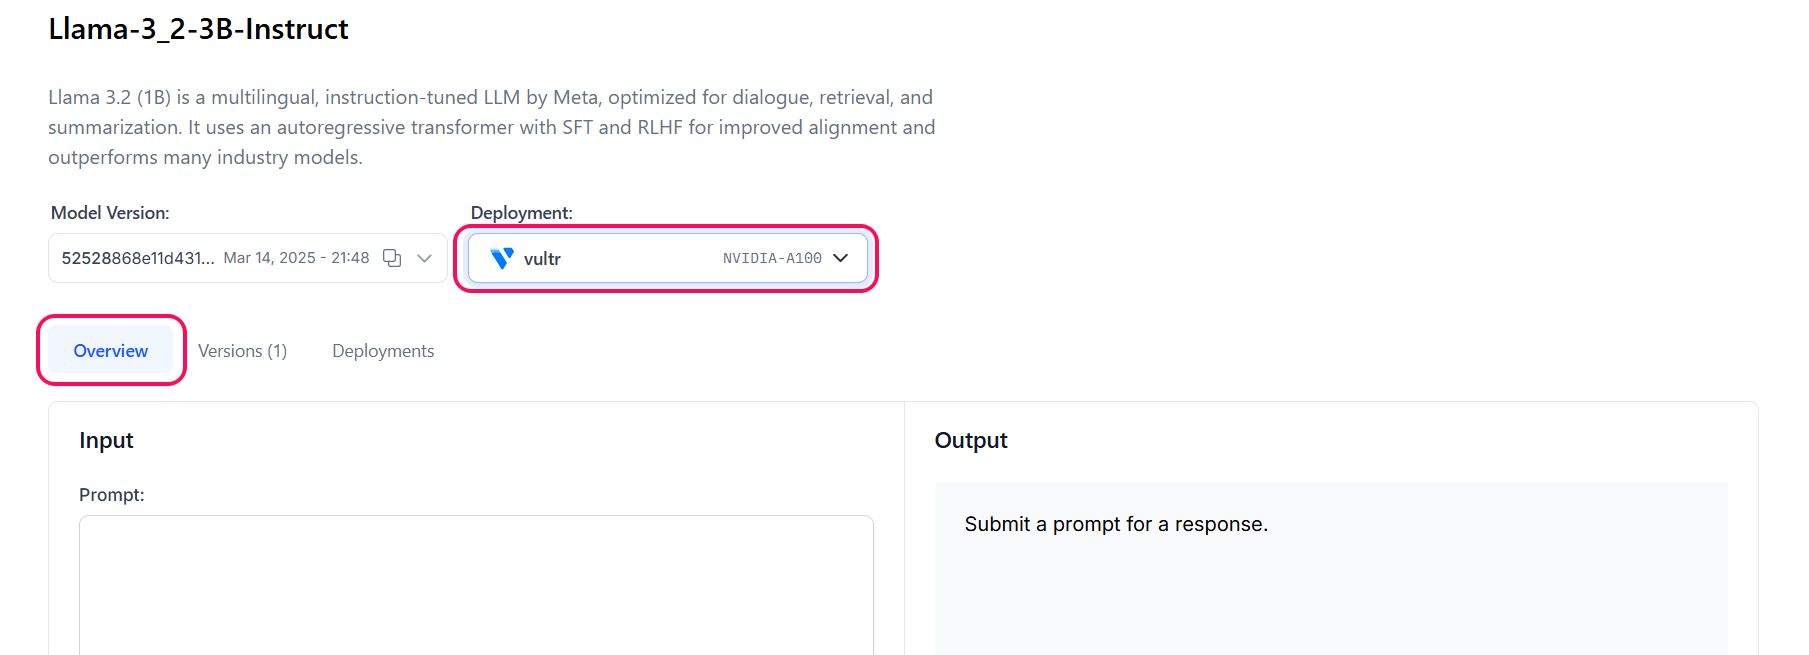 Llama-3_2-3B-Instruct
Llama 3.2 (1B) is a multilingual, instruction-tuned LLM by Meta, optimized for dialogue, retrieval, and
summarization. It uses an autoregressive transformer with SFT and RLHF for improved alignment and
outperforms many industry models.
Model Version:
Deployment:
52528868e11d431... Mar 14, 2025 - 21:48
vultr NVIDIA-A100
Overview Versions (1) Deployments
Input
Output
Prompt:
Submit a prompt for a response.